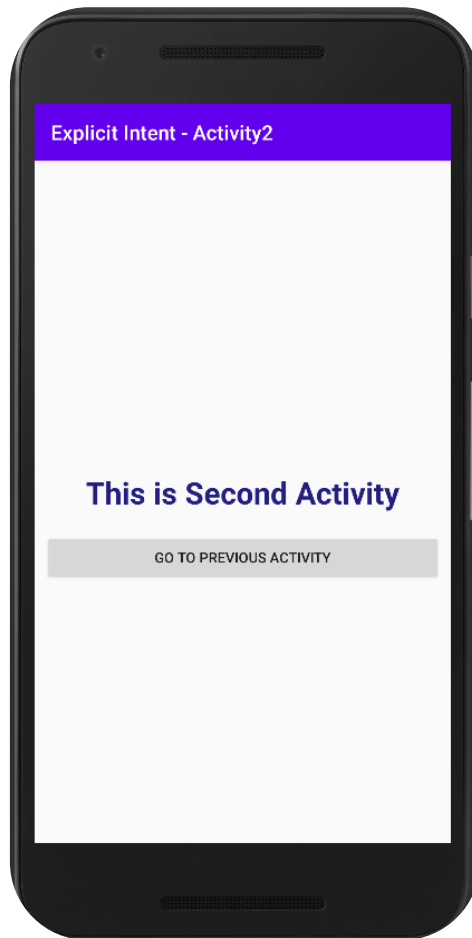 Explicit Intent - Activity2
This is Second Activity
GO TO PREVIOUS ACTIVITY